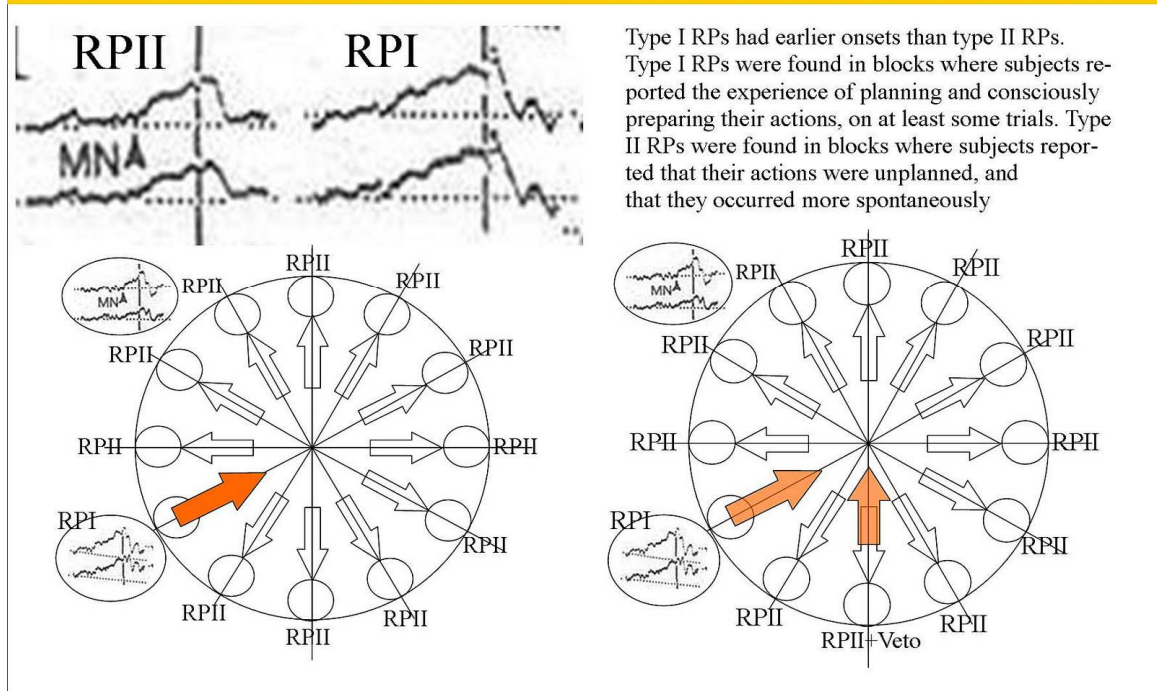 RPII
RPI
MN
Type I RPs had earlier onsets than type II RPs.
Type I RPs were found in blocks where subjects re-
ported the experience of planning and consciously
preparing their actions, on at least some trials. Type
II RPs were found in blocks where subjects repor-
ted that their actions were unplanned, and
that they occurred more spontaneously
MN
RPII
RPII
RPII
RPII
RPII
RPII
RPII
RPI
RPII
RPII
RPII
RPII
MN
RPII
RPII
RPII
RPII
RPII
RPII
RPII
RPI
RPII
RPII
RPII
RPII+Veto